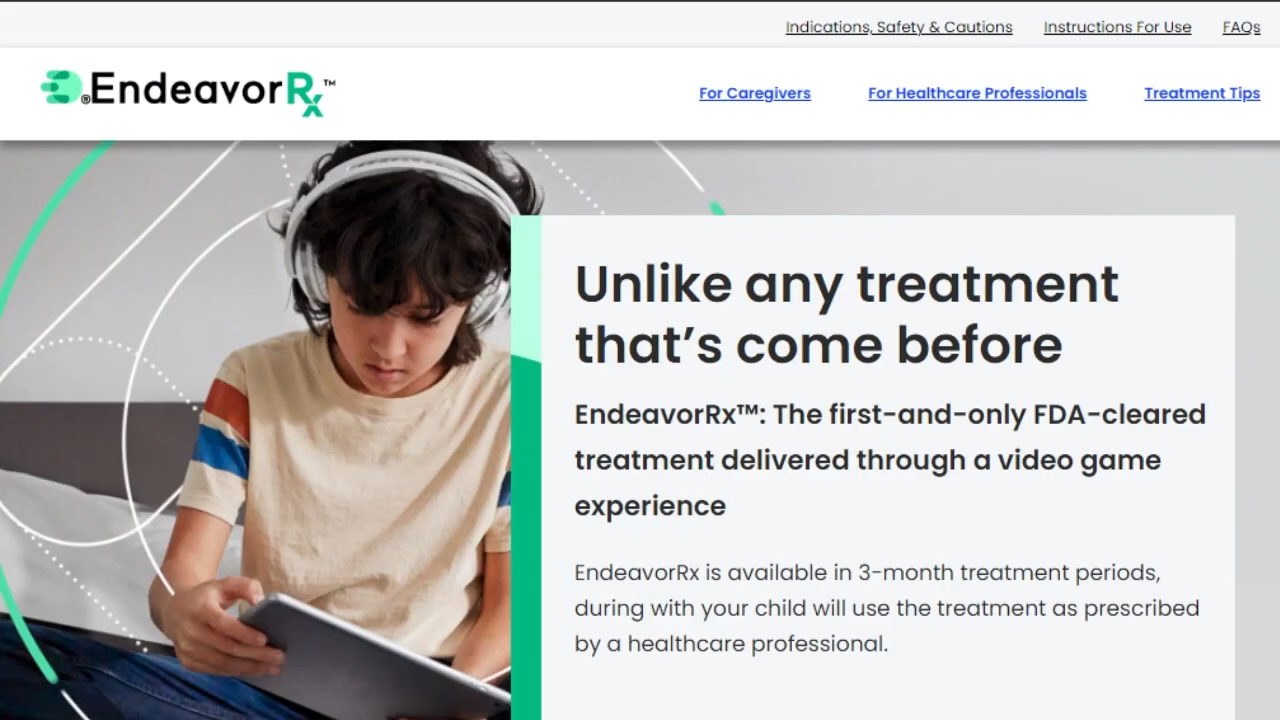 Indications, Safety & Cautions Instructions For Use FAQs
®EndeavorRx™ For Caregivers For Healthcare Professionals Treatment Tips
Unlike any treatment
that's come before
EndeavorRx™: The first-and-only FDA-cleared
treatment delivered through a video game
experience
EndeavorRx is available in 3-month treatment periods,
during with your child will use the treatment as prescribed
by a healthcare professional.